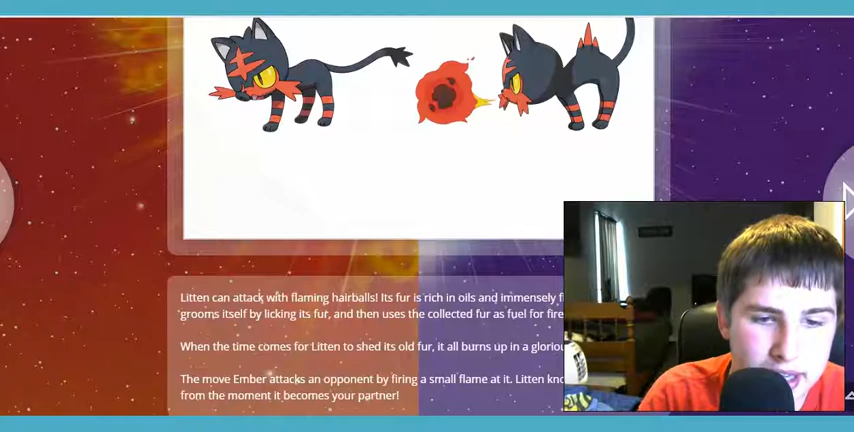 Litten can attack with flaming hairballs! Its fur is rich in oils and immensely
grooms itself by licking its fur, and then uses the collected fur as fuel for fire
When the time comes for Litten to shed its old fur, it all burns up in a
The move Ember attacks an opponent by firing a small flame at it. Litten
from the moment it becomes your partner!